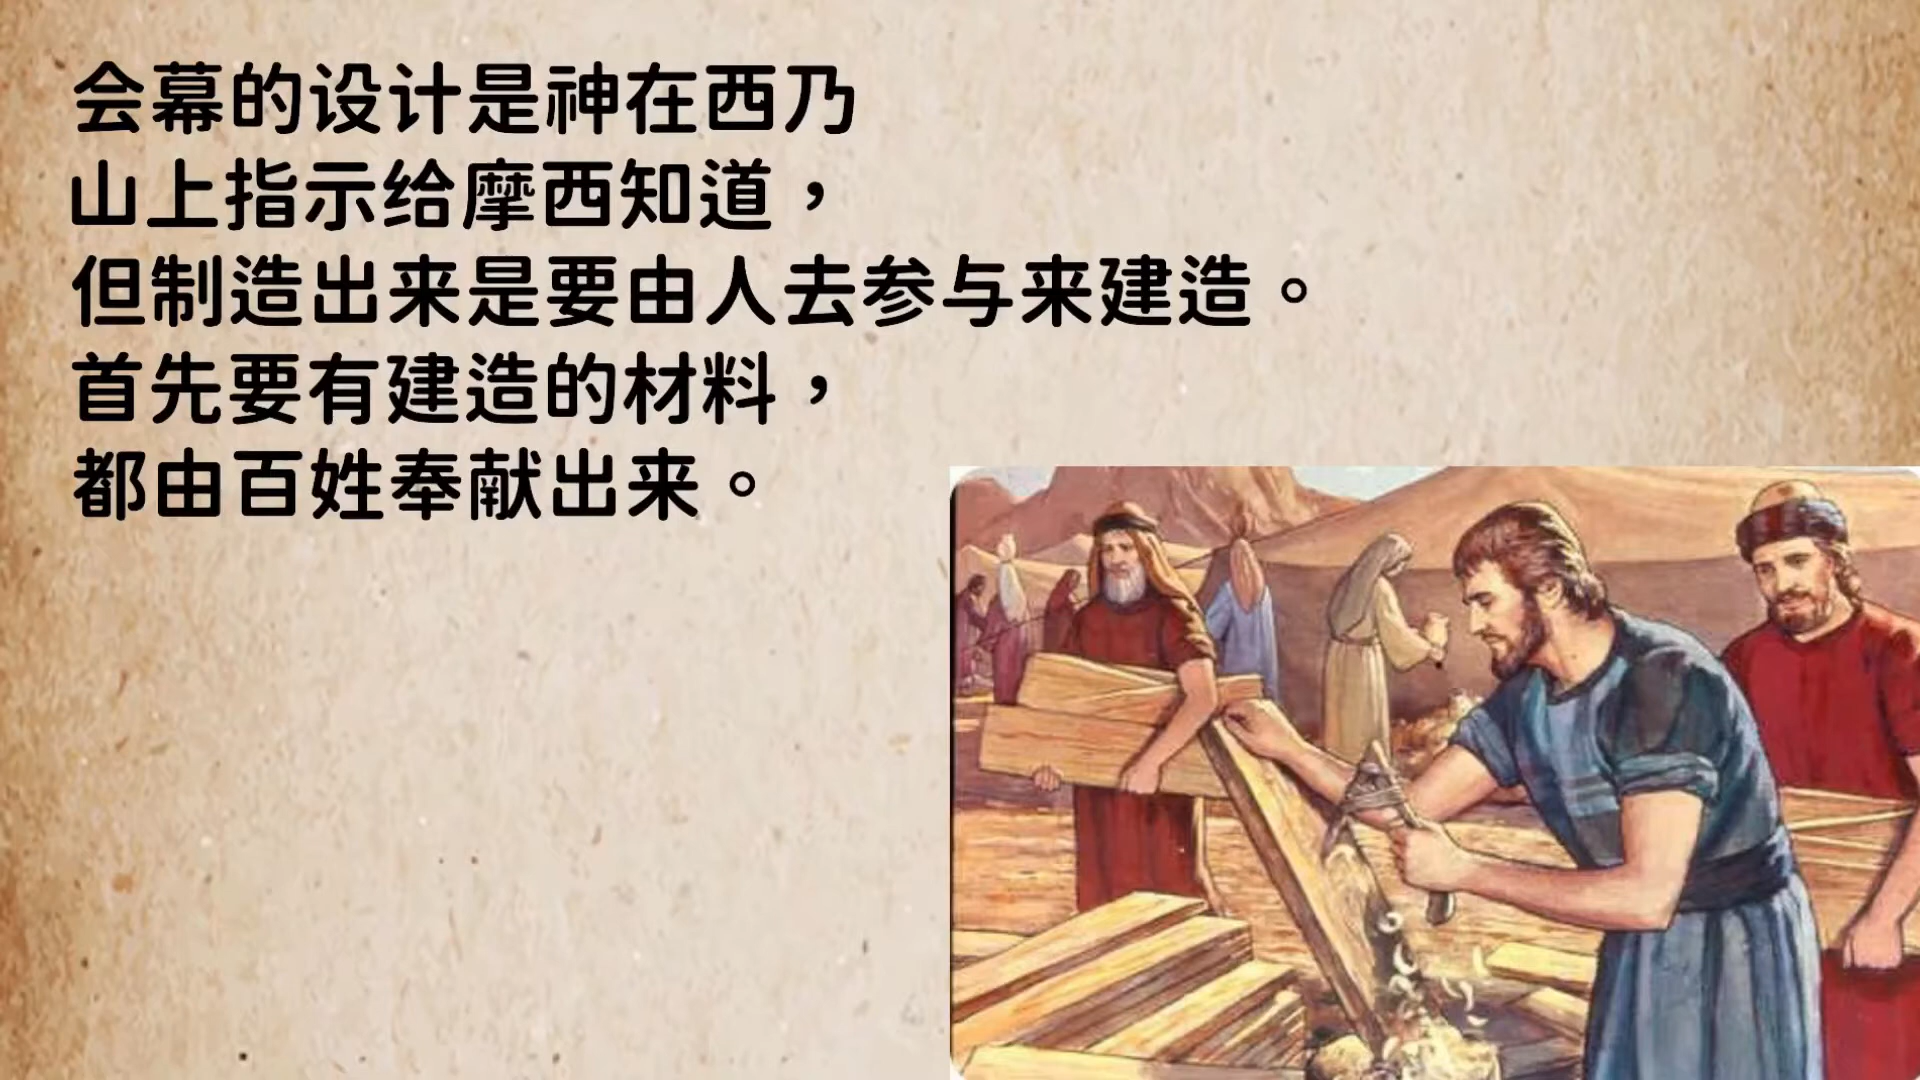 会幕的设计是神在西乃
山上指示给摩西知道，
但制造出来是要由人去参与来建造。
首先要有建造的材料，
都由百姓奉献出来。